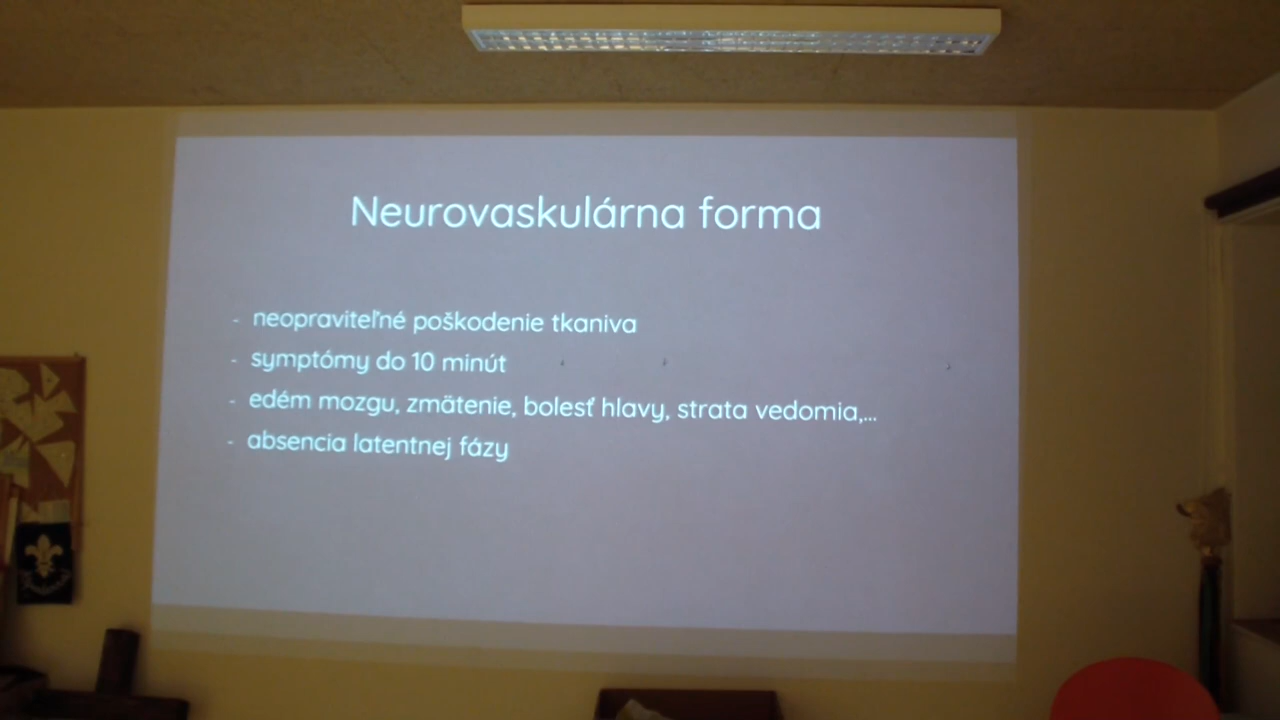 Neurovaskulárna forma
- neopraviteľné poškodenie tkaniva
- symptómy do 10 minút
- edém mozgu, zmätenie, bolesť hlavy, strata vedomia,...
- absencia latentnej fázy